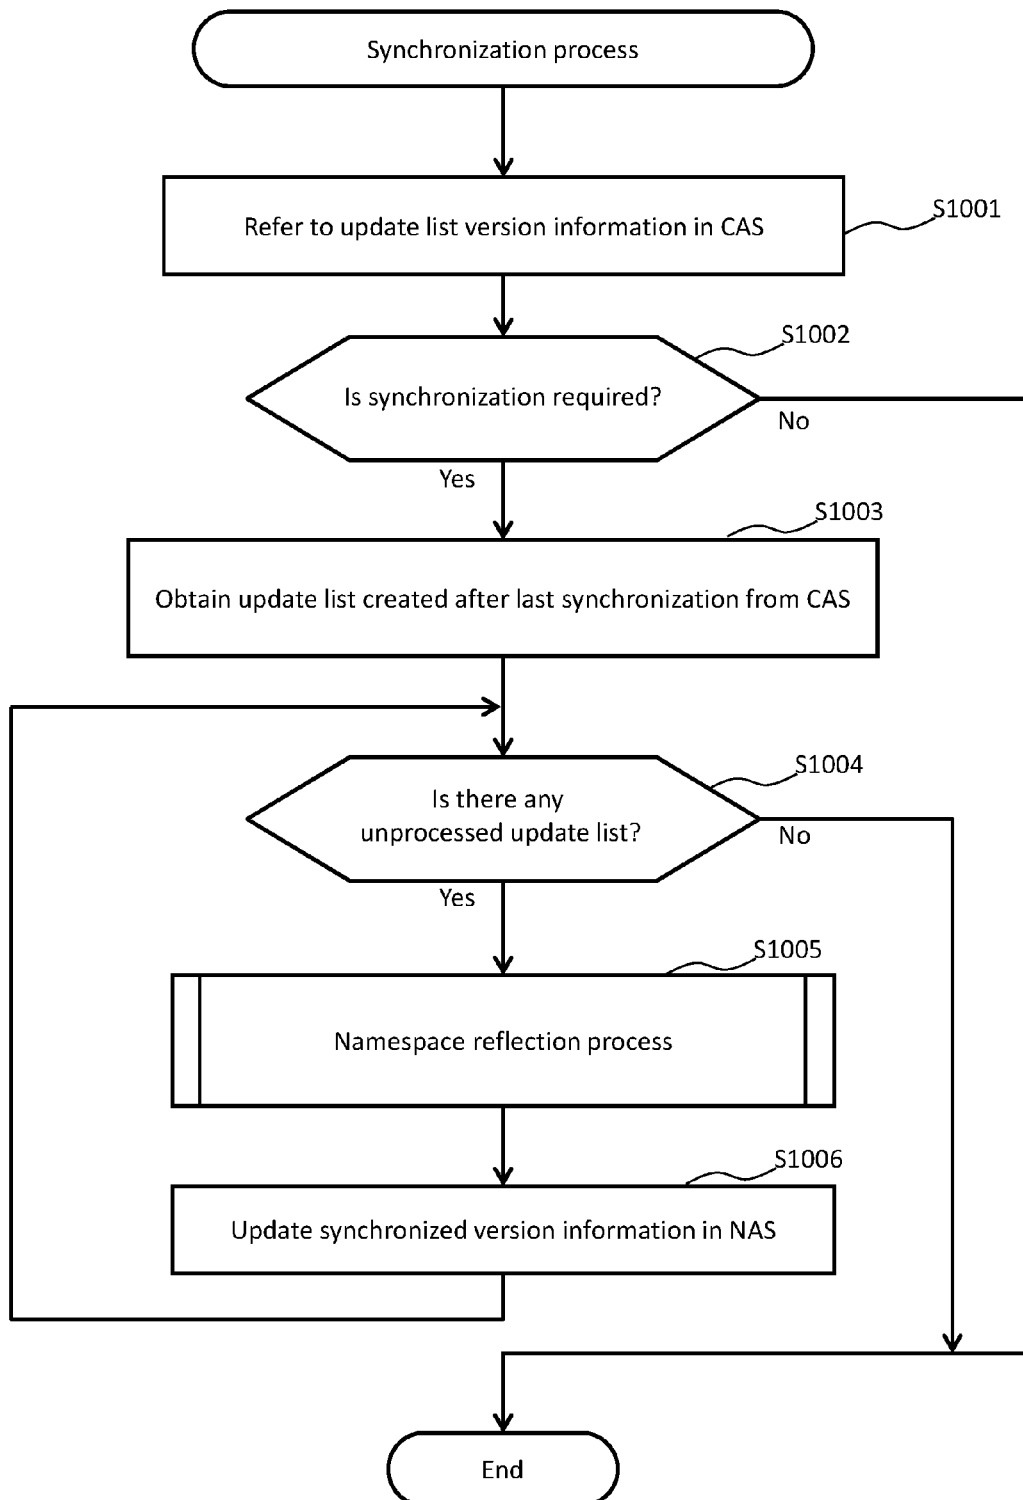 Synchronization process
Refer to update list version information in CAS
S1001
Is synchronization required?
S1002
No
Yes
S1003
Obtain update list created after last synchronization from CAS
S1004
Is there any
unprocessed update list?
No
Yes
S1005
Namespace reflection process
S1006
Update synchronized version information in NAS
End